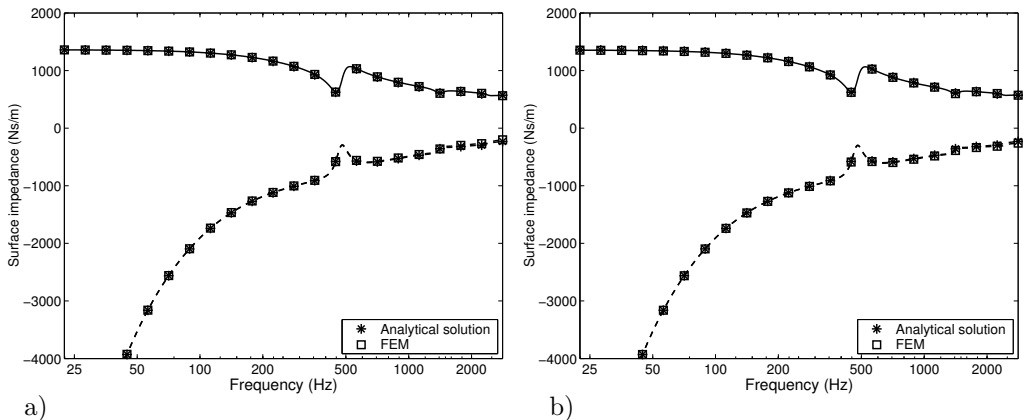 2000
1000
0
−1000
−2000
−3000
−4000
Surface impedance (Ns/m)
25 50 100 200 500 1000 2000
Frequency (Hz)
Analytical solution
FEM
a)
2000
1000
0
−1000
−2000
−3000
−4000
Surface impedance (Ns/m)
25 50 100 200 500 1000 2000
Frequency (Hz)
Analytical solution
FEM
b)